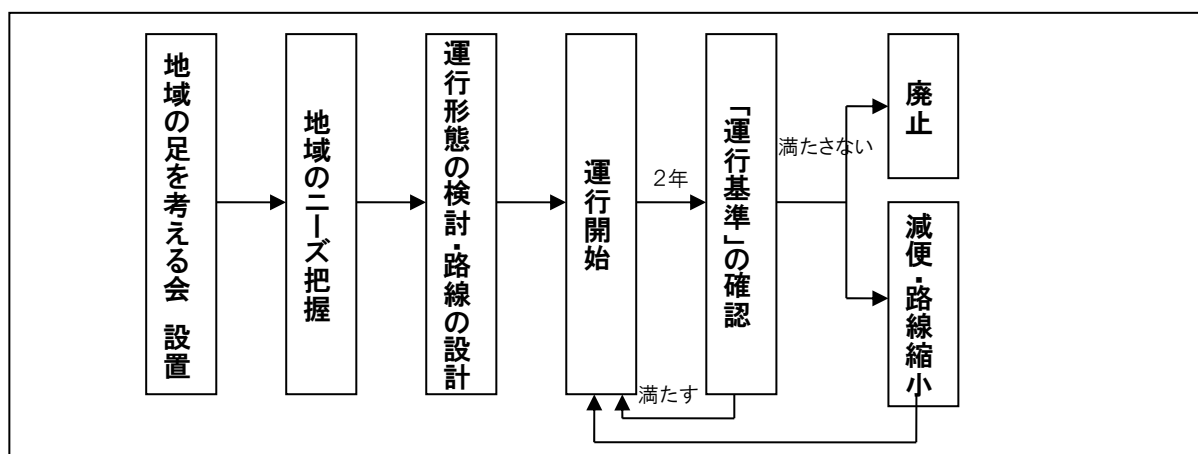 地域の足を考える会　設置
地域のニーズ把握
運行形態の検討・路線の設計
運行開始
2年
「運行基準」の確認
満たさない
満たす
廃止
減便・路線縮小